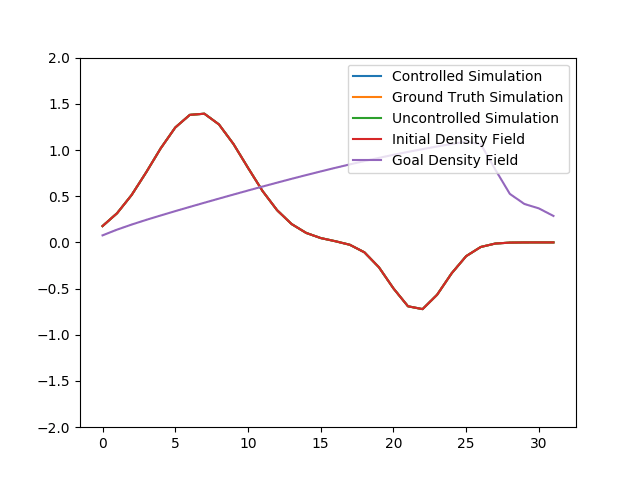 2.0
1.5
1.0
0.5
0.0
−0.5
−1.0
−1.5
−2.0
0 5 10 15 20 25 30
Controlled Simulation
Ground Truth Simulation
Uncontrolled Simulation
Initial Density Field
Goal Density Field